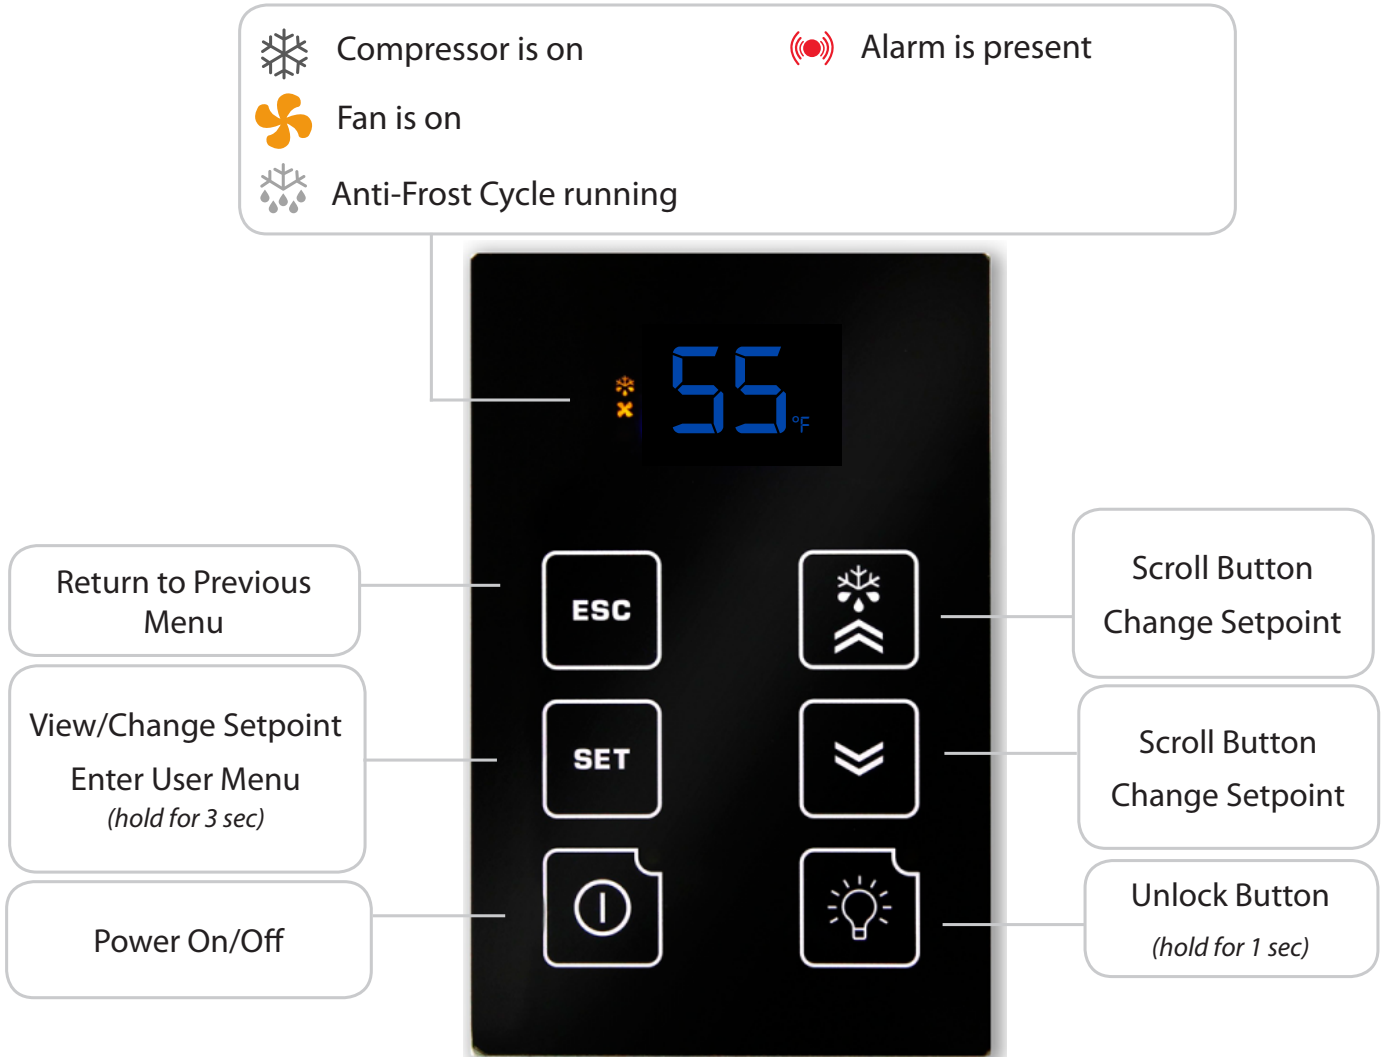 Compressor is on
Alarm is present
Fan is on
Anti-Frost Cycle running
55 °F
Return to Previous
Menu
ESC
Scroll Button
Change Setpoint
View/Change Setpoint
Enter User Menu
(hold for 3 sec)
SET
Scroll Button
Change Setpoint
Power On/Off
Unlock Button
(hold for 1 sec)